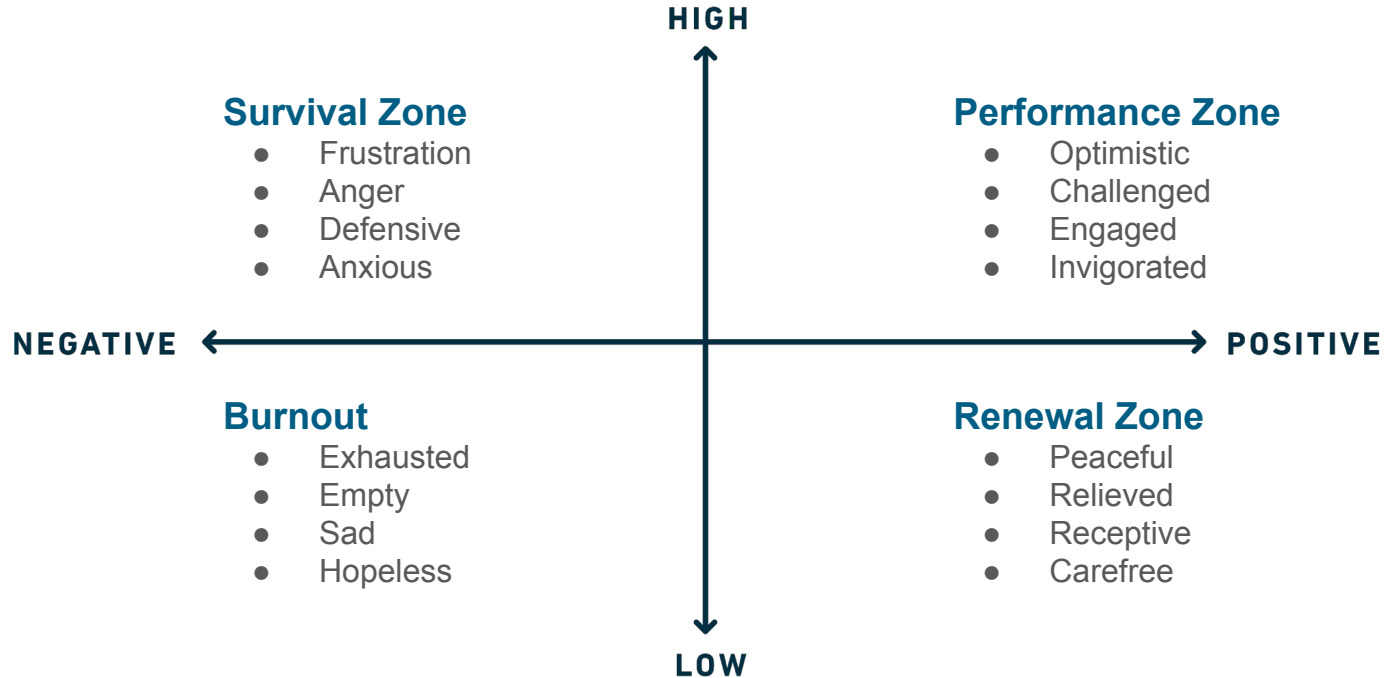 HIGH
Survival Zone
● Frustration
● Anger
● Defensive
● Anxious
Performance Zone
● Optimistic
● Challenged
● Engaged
● Invigorated
NEGATIVE
POSITIVE
Burnout
● Exhausted
● Empty
● Sad
● Hopeless
Renewal Zone
● Peaceful
● Relieved
● Receptive
● Carefree
LOW